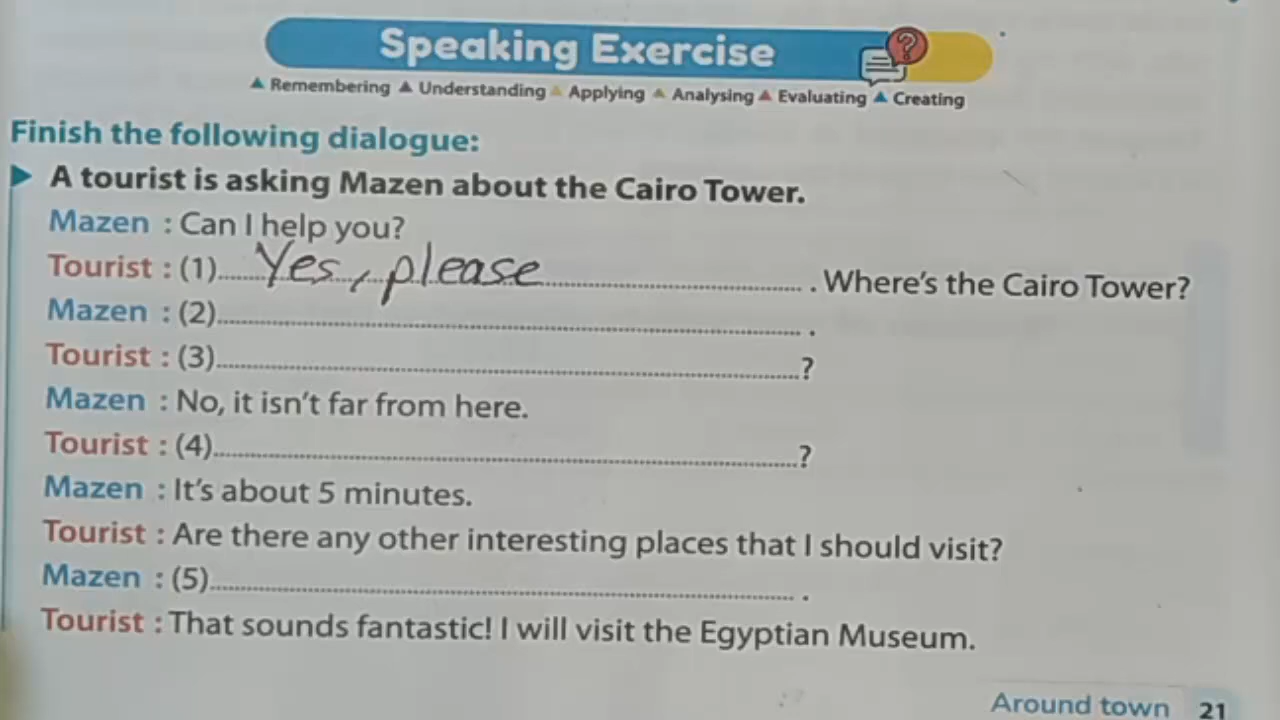 Speaking Exercise
Remembering Understanding Applying Analysing Evaluating Creating
Finish the following dialogue:
A tourist is asking Mazen about the Cairo Tower.
Mazen : Can I help you?
Tourist : (1) Yes, please . Where's the Cairo Tower?
Mazen : (2) .
Tourist : (3) ?
Mazen : No, it isn't far from here.
Tourist : (4) ?
Mazen : It's about 5 minutes.
Tourist : Are there any other interesting places that I should visit?
Mazen : (5) .
Tourist : That sounds fantastic! I will visit the Egyptian Museum.
Around town 21